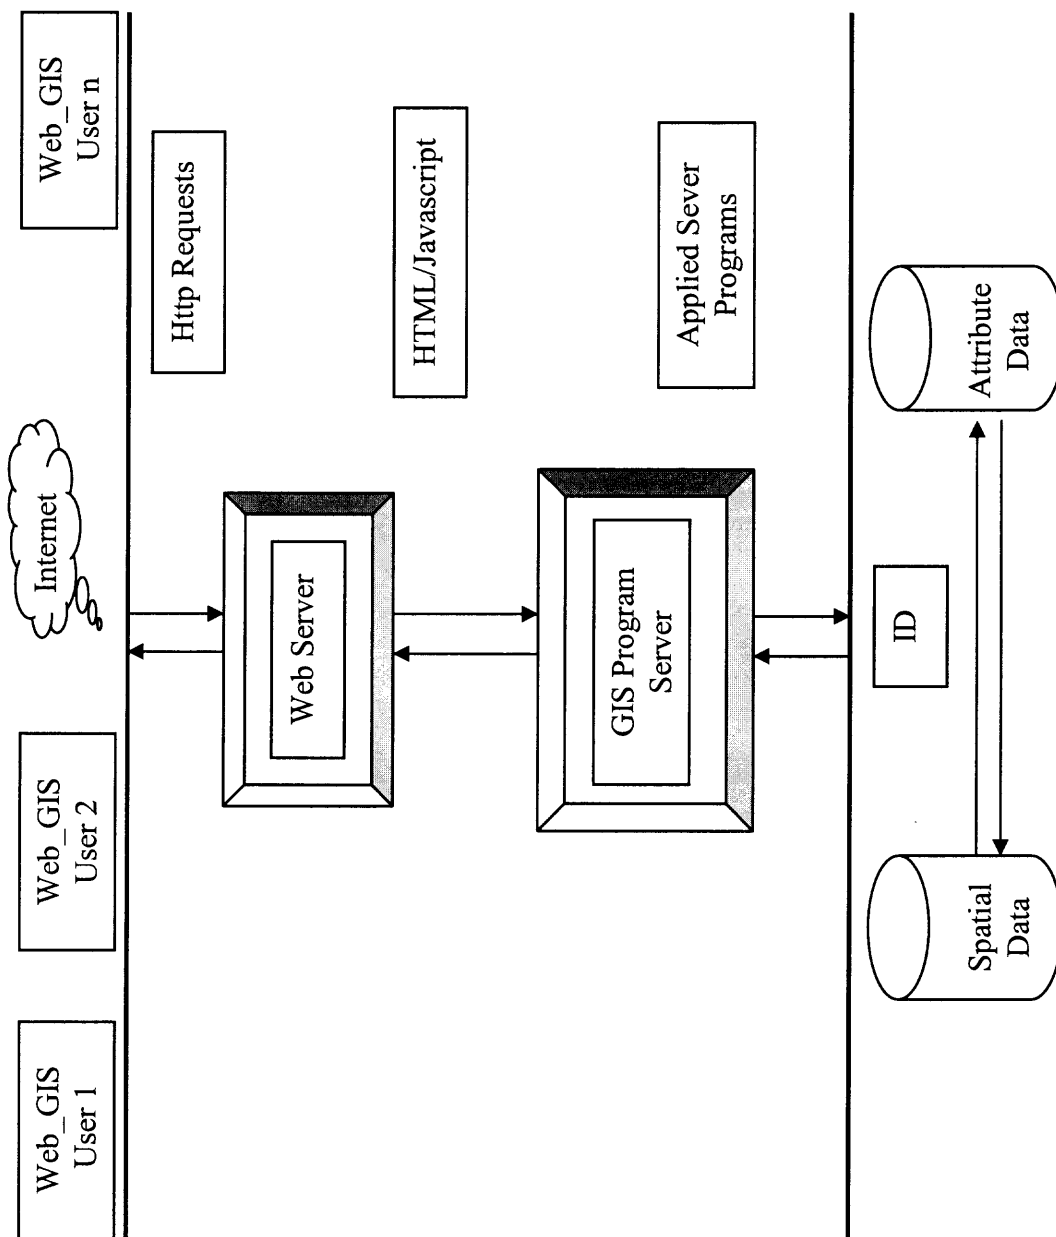 Web_GIS
User 1
Web_GIS
User 2
Internet
Web_GIS
User n
Http Requests
Web Server
HTML/Javascript
GIS Program
Server
Applied Sever
Programs
ID
Spatial
Data
Attribute
Data